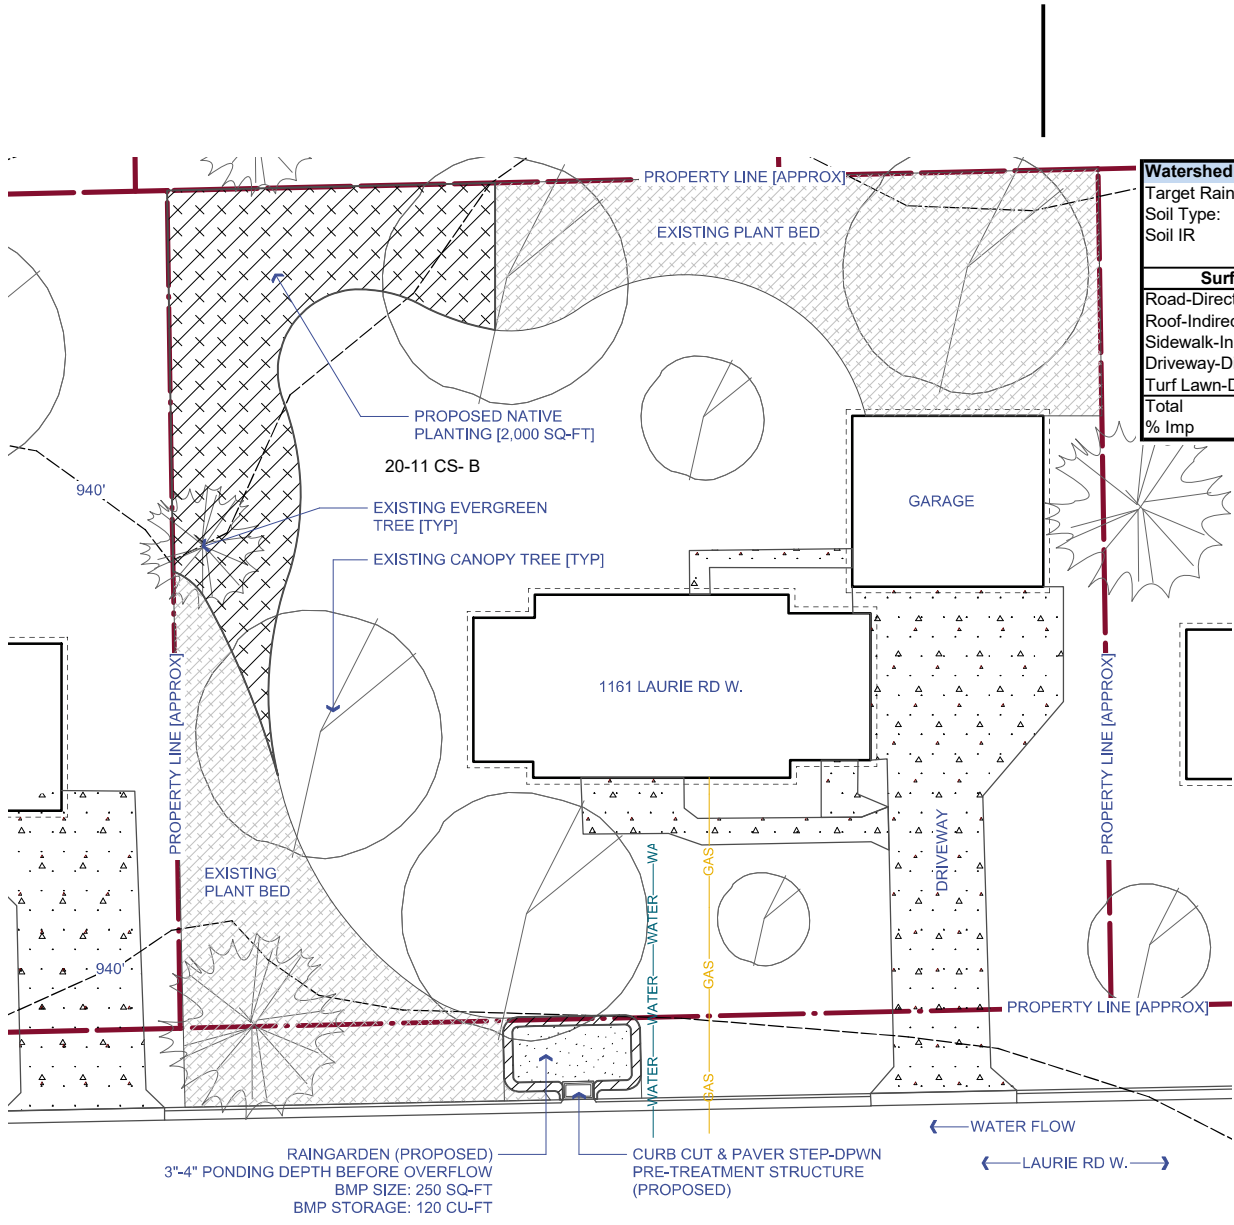 PROPERTY LINE [APPROX]
EXISTING PLANT BED
Watershed
Target Rain
Soil Type:
Soil IR
Surf
Road-Direct
Roof-Indirec
Sidewalk-In
Driveway-D
Turf Lawn-D
Total
% Imp
PROPOSED NATIVE
PLANTING [2,000 SQ-FT]
20-11 CS- B
940'
EXISTING EVERGREEN
TREE [TYP]
EXISTING CANOPY TREE [TYP]
GARAGE
1161 LAURIE RD W.
PROPERTY LINE [APPROX]
PROPERTY LINE [APPROX]
DRIVEWAY
EXISTING
PLANT BED
940'
WATER
WATER
WATER
WA
GAS
GAS
GAS
PROPERTY LINE [APPROX]
WATER FLOW
LAURIE RD W.
RAINGARDEN (PROPOSED)
3"-4" PONDING DEPTH BEFORE OVERFLOW
BMP SIZE: 250 SQ-FT
BMP STORAGE: 120 CU-FT
CURB CUT & PAVER STEP-DPWN
PRE-TREATMENT STRUCTURE
(PROPOSED)